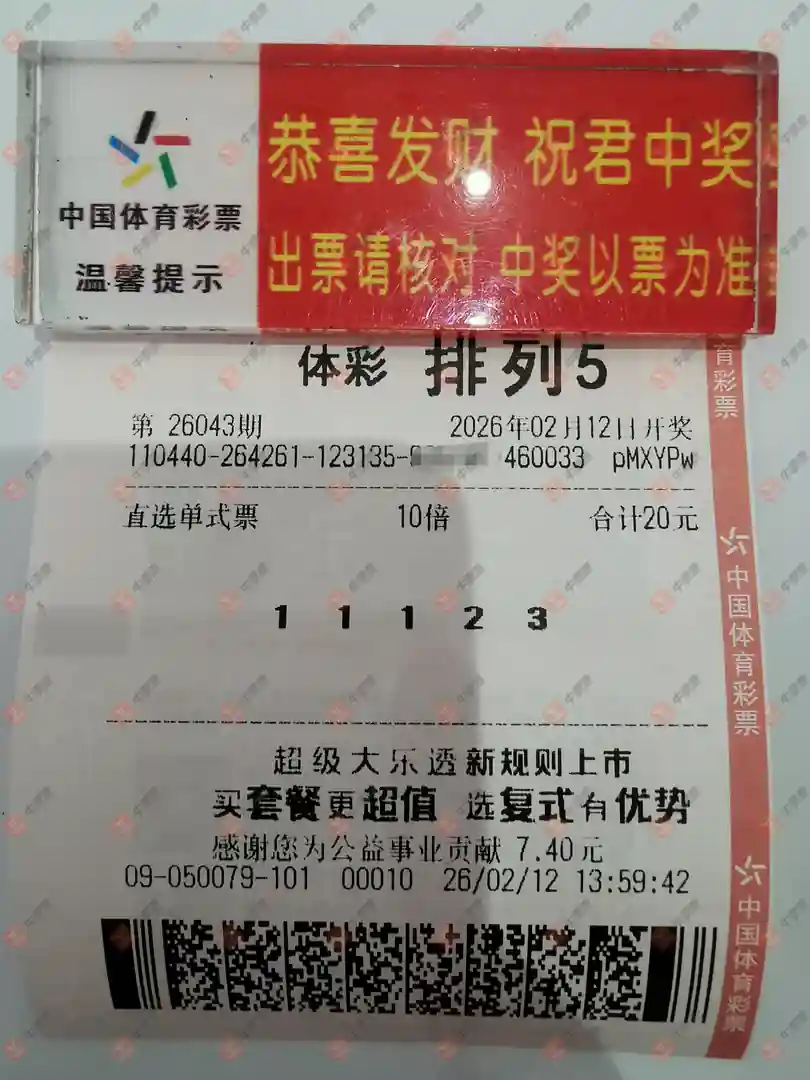 恭喜发财 祝君中奖
中国体育彩票
温馨提示
出票请核对 中奖以票为准
体彩 排列5
第 26043期 2026年02月12日开奖
110440-264261-123135- 460033 pMXYPw
直选单式票 10倍 合计20元
1 1 1 2 3
超级大乐透新规则上市
买套餐更超值 选复式有优势
感谢您为公益事业贡献 7.40元
09-050079-101 00010 26/02/12 13:59:42
育彩票
中国体育彩票
中国体育彩票